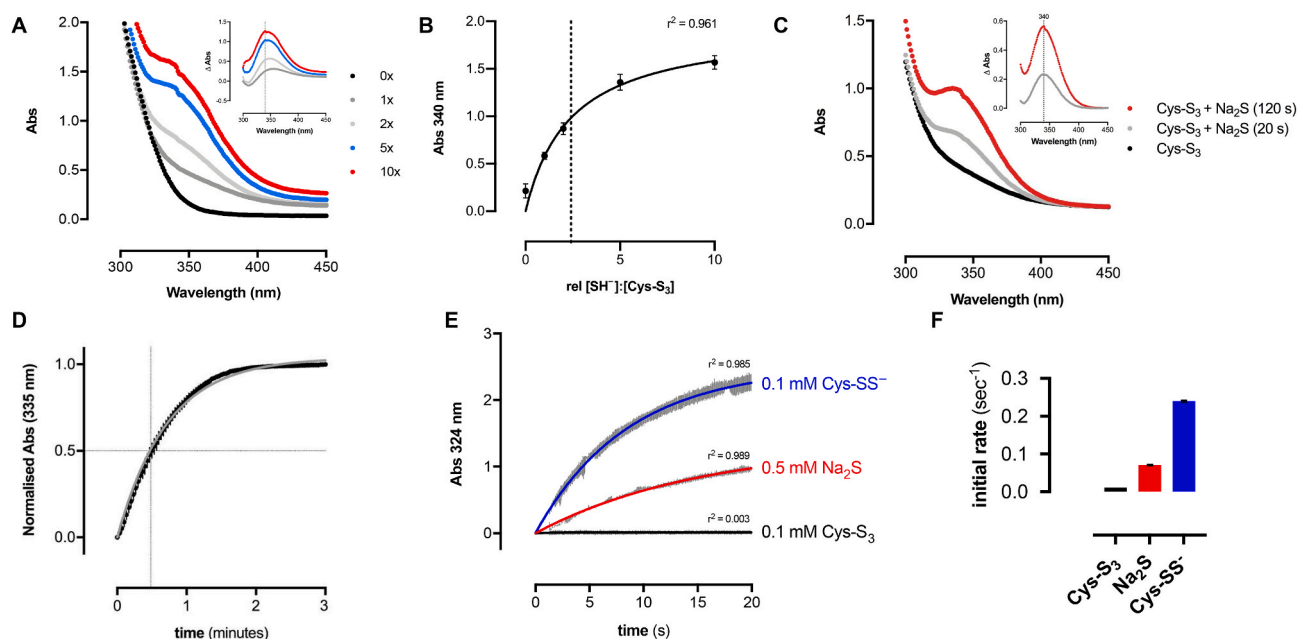 A
2.0
1.5
1.0
0.5
0.0
Abs
300
350
400
450
Wavelength (nm)
1.5
1.0
0.5
0.0
-0.5
Δ Abs
300
350
400
450
Wavelength (nm)
0x
1x
2x
5x
10x
B
r² = 0.961
2.0
1.5
1.0
0.5
0.0
Abs 340 nm
0
5
10
rel [SH⁻]:[Cys-S₃]
C
1.5
1.0
0.5
0.0
Abs
300
350
400
450
Wavelength (nm)
340
0.6
0.4
0.2
0.0
Δ Abs
300
350
400
450
Wavelength (nm)
Cys-S₃ + Na₂S (120 s)
Cys-S₃ + Na₂S (20 s)
Cys-S₃
D
1.0
0.5
0.0
Normalised Abs (335 nm)
0
1
2
3
time (minutes)
E
3
2
1
0
Abs 324 nm
0
5
10
15
20
time (s)
r² = 0.985
0.1 mM Cys-SS⁻
r² = 0.989
0.5 mM Na₂S
r² = 0.003
0.1 mM Cys-S₃
F
0.3
0.2
0.1
0.0
initial rate (sec⁻¹)
Cys-S₃
Na₂S
Cys-SS⁻